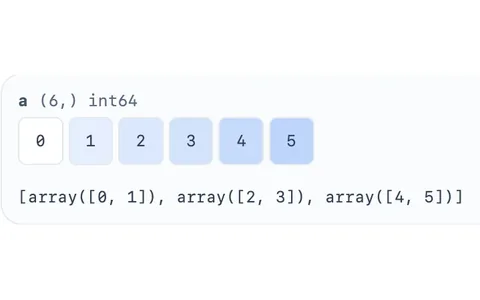 a (6,) int64
0 1 2 3 4 5
[array([0, 1]), array([2, 3]), array([4, 5])]